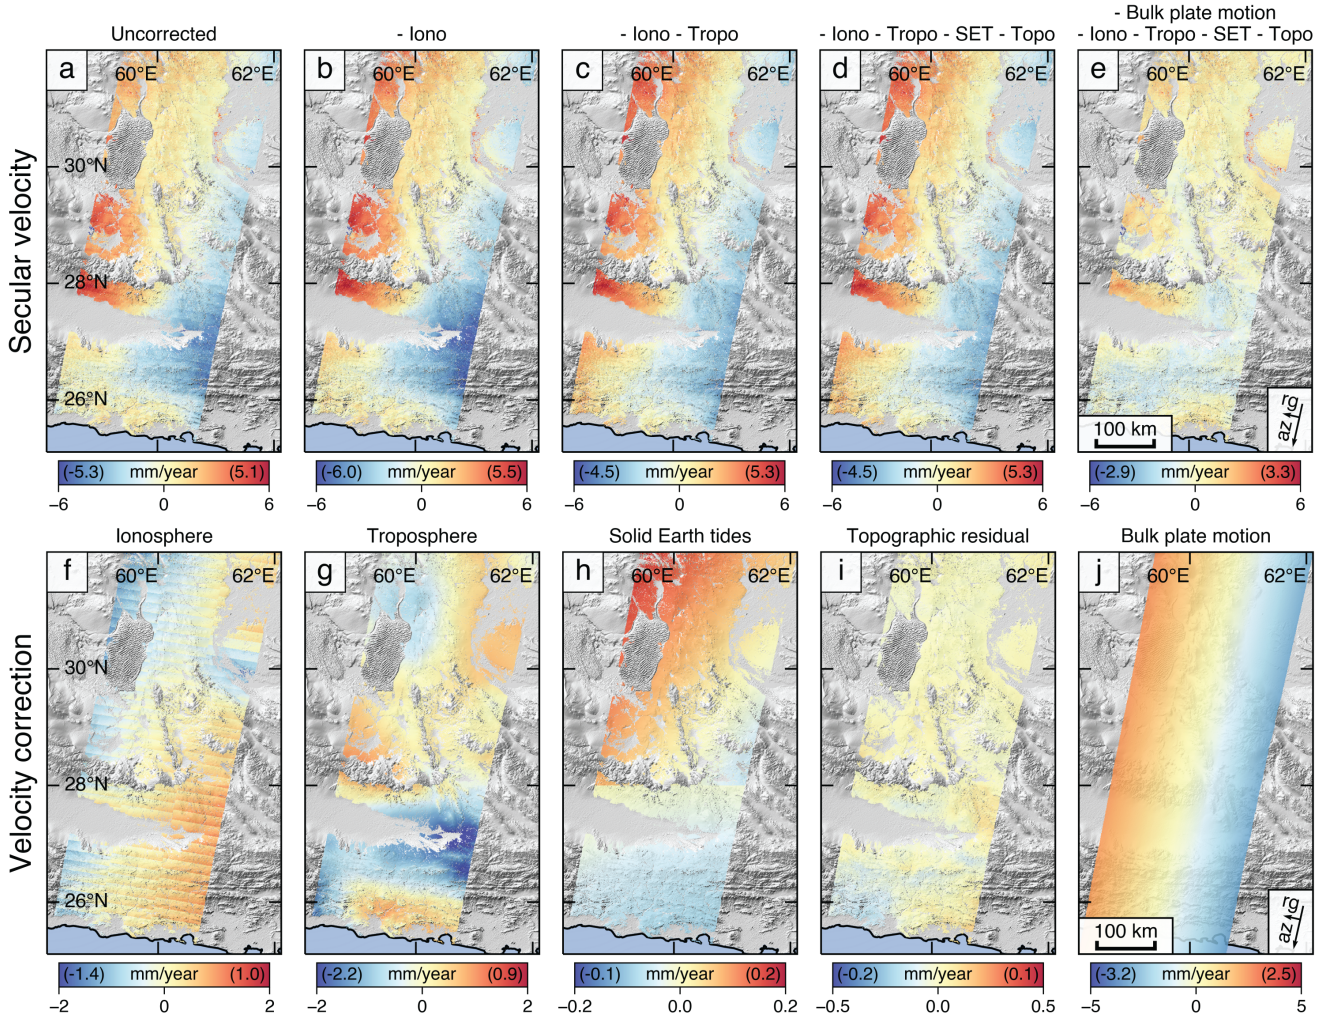 - Bulk plate motion
Uncorrected - Iono - Iono - Tropo - Iono - Tropo - SET - Topo - Iono - Tropo - SET - Topo
a 60°E 62°E b 60°E 62°E c 60°E 62°E d 60°E 62°E e 60°E 62°E
Secular velocity
30°N
28°N
26°N
100 km
az
rg
(-5.3) mm/year (5.1) (-6.0) mm/year (5.5) (-4.5) mm/year (5.3) (-4.5) mm/year (5.3) (-2.9) mm/year (3.3)
−6 0 6 −6 0 6 −6 0 6 −6 0 6 −6 0 6
Ionosphere Troposphere Solid Earth tides Topographic residual Bulk plate motion
f 60°E 62°E g 60°E 62°E h 60°E 62°E i 60°E 62°E j 60°E 62°E
Velocity correction
30°N
28°N
26°N
100 km
az
rg
(-1.4) mm/year (1.0) (-2.2) mm/year (0.9) (-0.1) mm/year (0.2) (-0.2) mm/year (0.1) (-3.2) mm/year (2.5)
−2 0 2 −2 0 2 −0.2 0.0 0.2 −0.5 0.0 0.5 −5 0 5